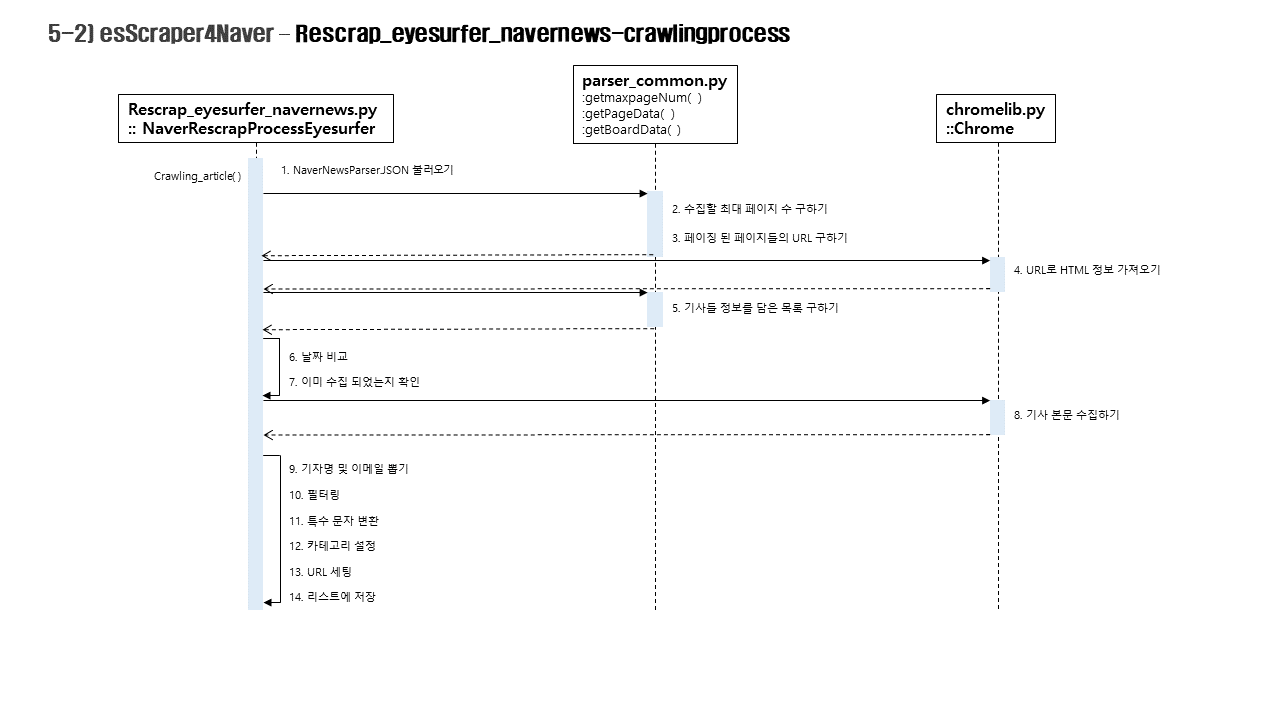 5-2) esScraper4Naver – Rescrap_eyesurfer_navernews-crawlingprocess
Rescrap_eyesurfer_navernews.py
:: NaverRescrapProcessEyesurfer
parser_common.py
:getmaxpageNum( )
:getPageData( )
:getBoardData( )
chromelib.py
::Chrome
Crawling_article( )
1. NaverNewsParserJSON 불러오기
2. 수집할 최대 페이지 수 구하기
3. 페이징 된 페이지들의 URL 구하기
4. URL로 HTML 정보 가져오기
5. 기사들 정보를 담은 목록 구하기
6. 날짜 비교
7. 이미 수집 되었는지 확인
8. 기사 본문 수집하기
9. 기자명 및 이메일 뽑기
10. 필터링
11. 특수 문자 변환
12. 카테고리 설정
13. URL 세팅
14. 리스트에 저장